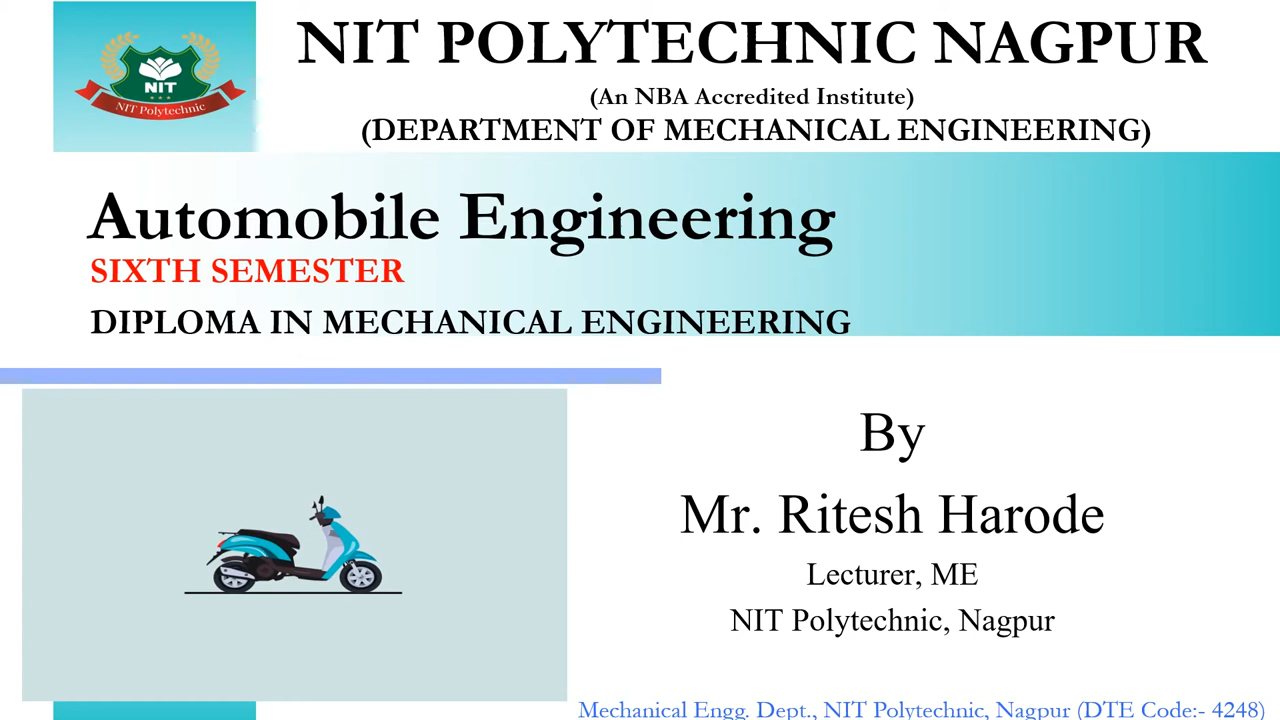 NIT POLYTECHNIC NAGPUR
(An NBA Accredited Institute)
(DEPARTMENT OF MECHANICAL ENGINEERING)
NIT
NIT Polytechnic
Automobile Engineering
SIXTH SEMESTER
DIPLOMA IN MECHANICAL ENGINEERING
By
Mr. Ritesh Harode
Lecturer, ME
NIT Polytechnic, Nagpur
Mechanical Engg. Dept., NIT Polytechnic, Nagpur (DTE Code:- 4248)